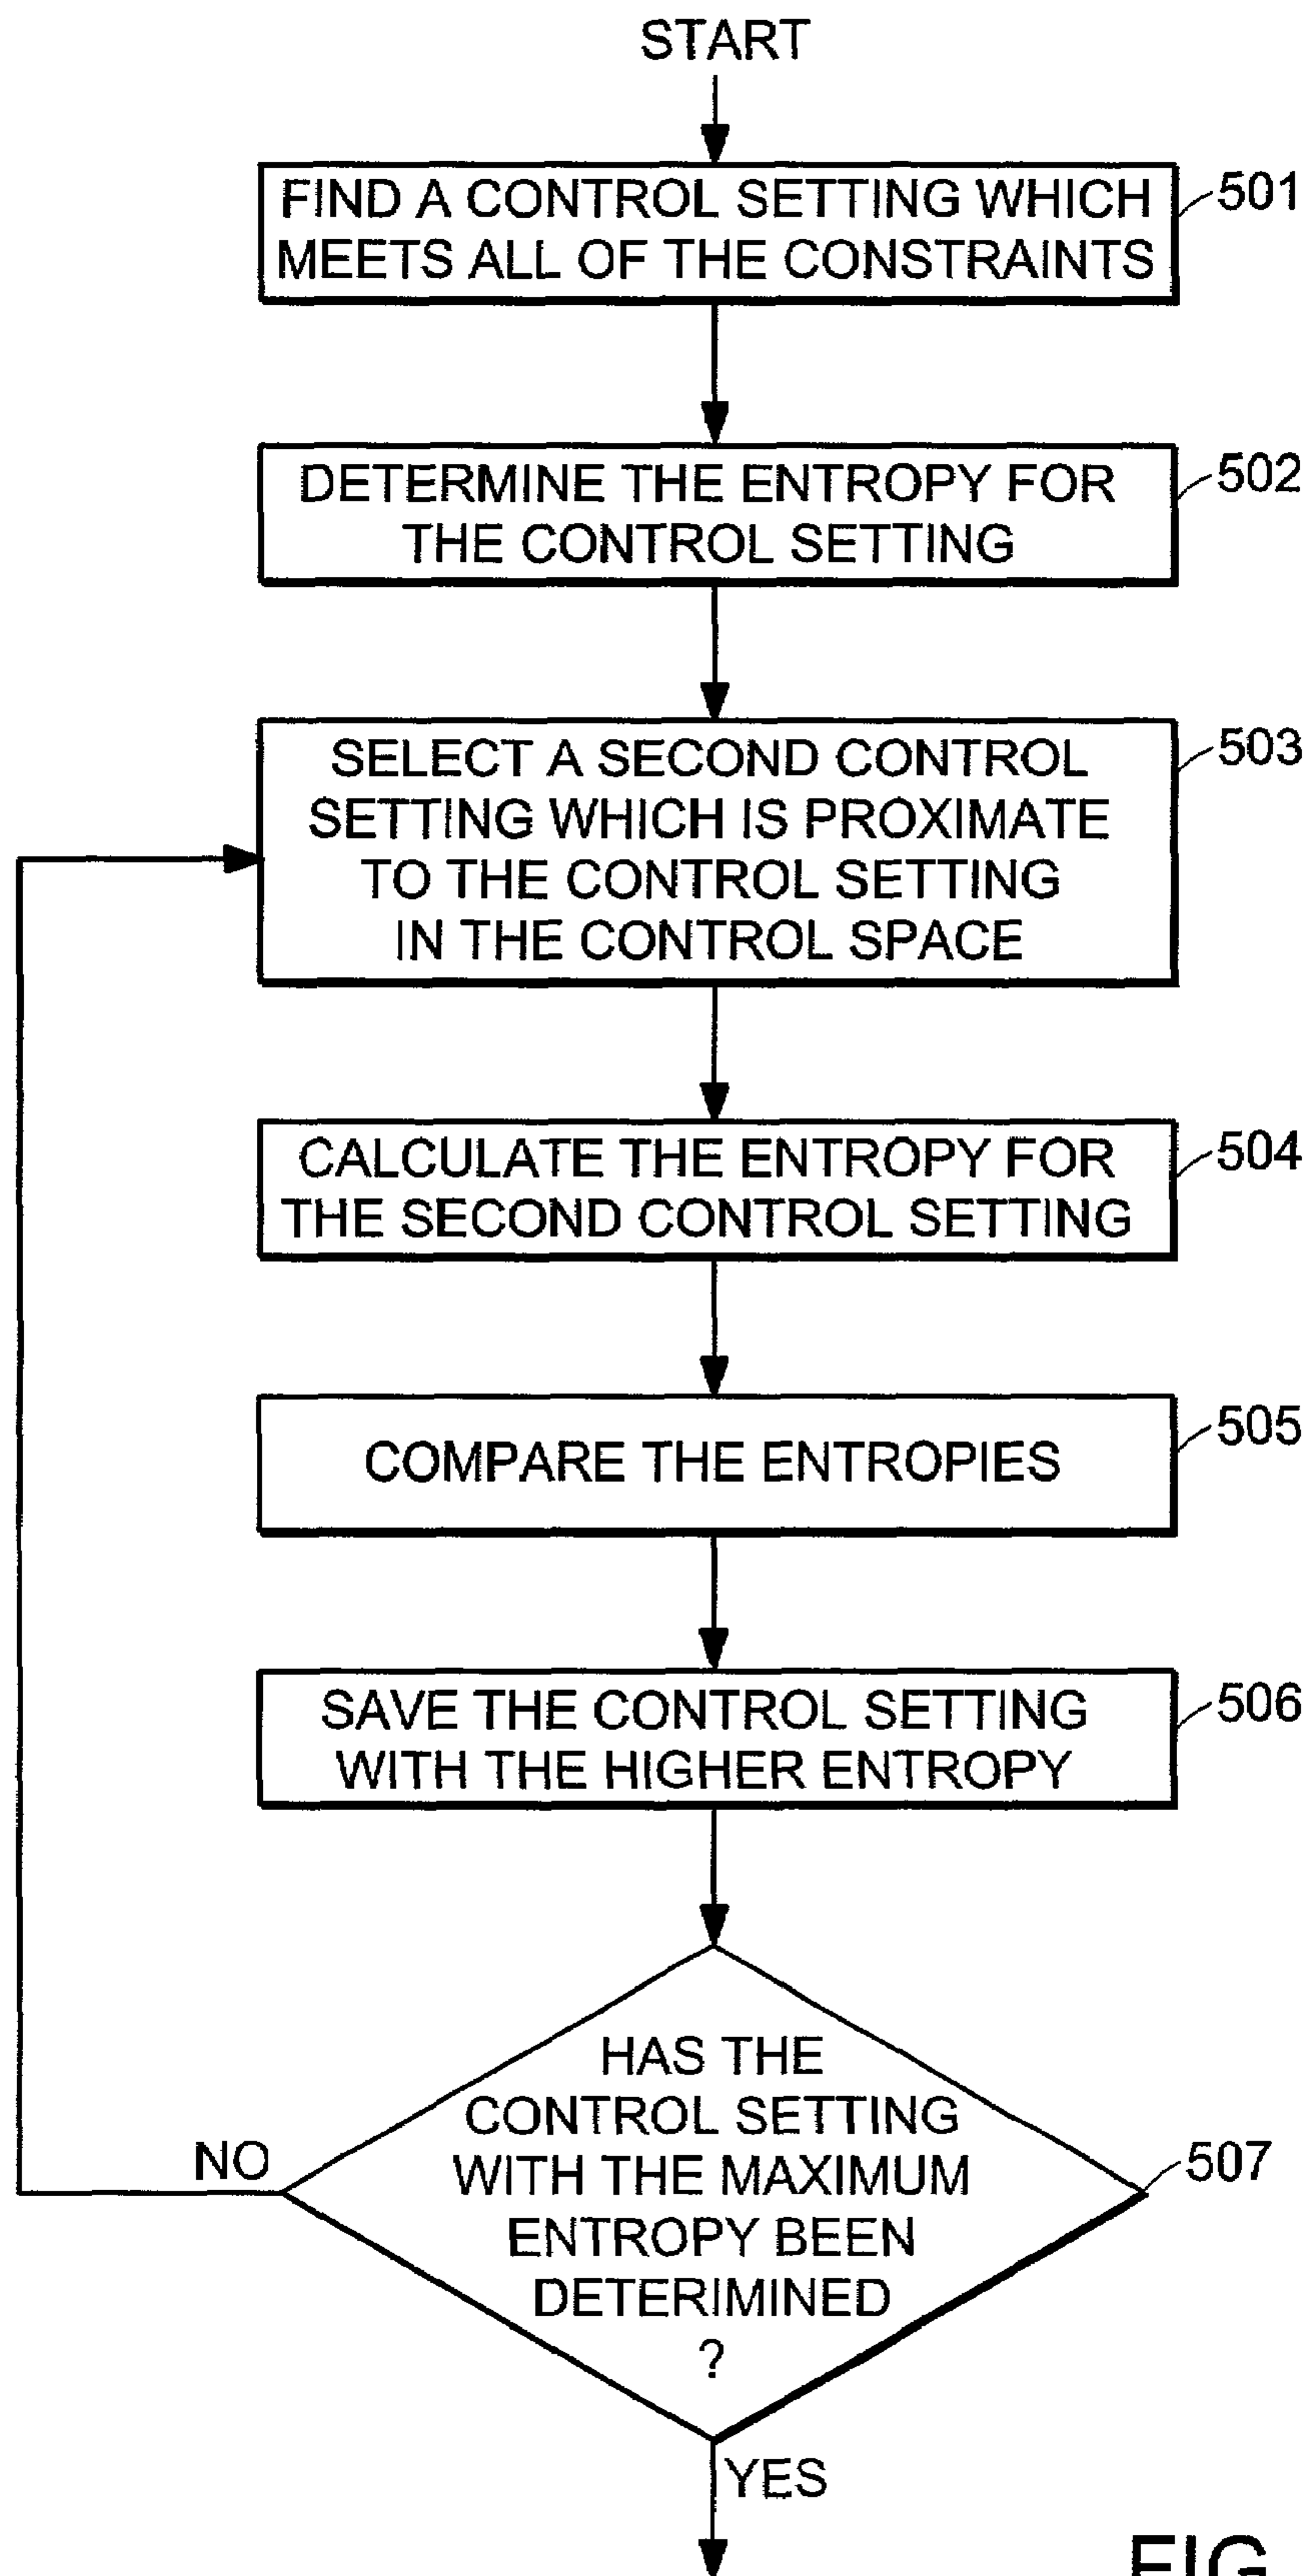 START
FIND A CONTROL SETTING WHICH
MEETS ALL OF THE CONSTRAINTS
501
DETERMINE THE ENTROPY FOR
THE CONTROL SETTING
502
SELECT A SECOND CONTROL
SETTING WHICH IS PROXIMATE
TO THE CONTROL SETTING
IN THE CONTROL SPACE
503
CALCULATE THE ENTROPY FOR
THE SECOND CONTROL SETTING
504
COMPARE THE ENTROPIES
505
SAVE THE CONTROL SETTING
WITH THE HIGHER ENTROPY
506
HAS THE
CONTROL SETTING
WITH THE MAXIMUM
ENTROPY BEEN
DETERIMINED
?
507
NO
YES
FIG